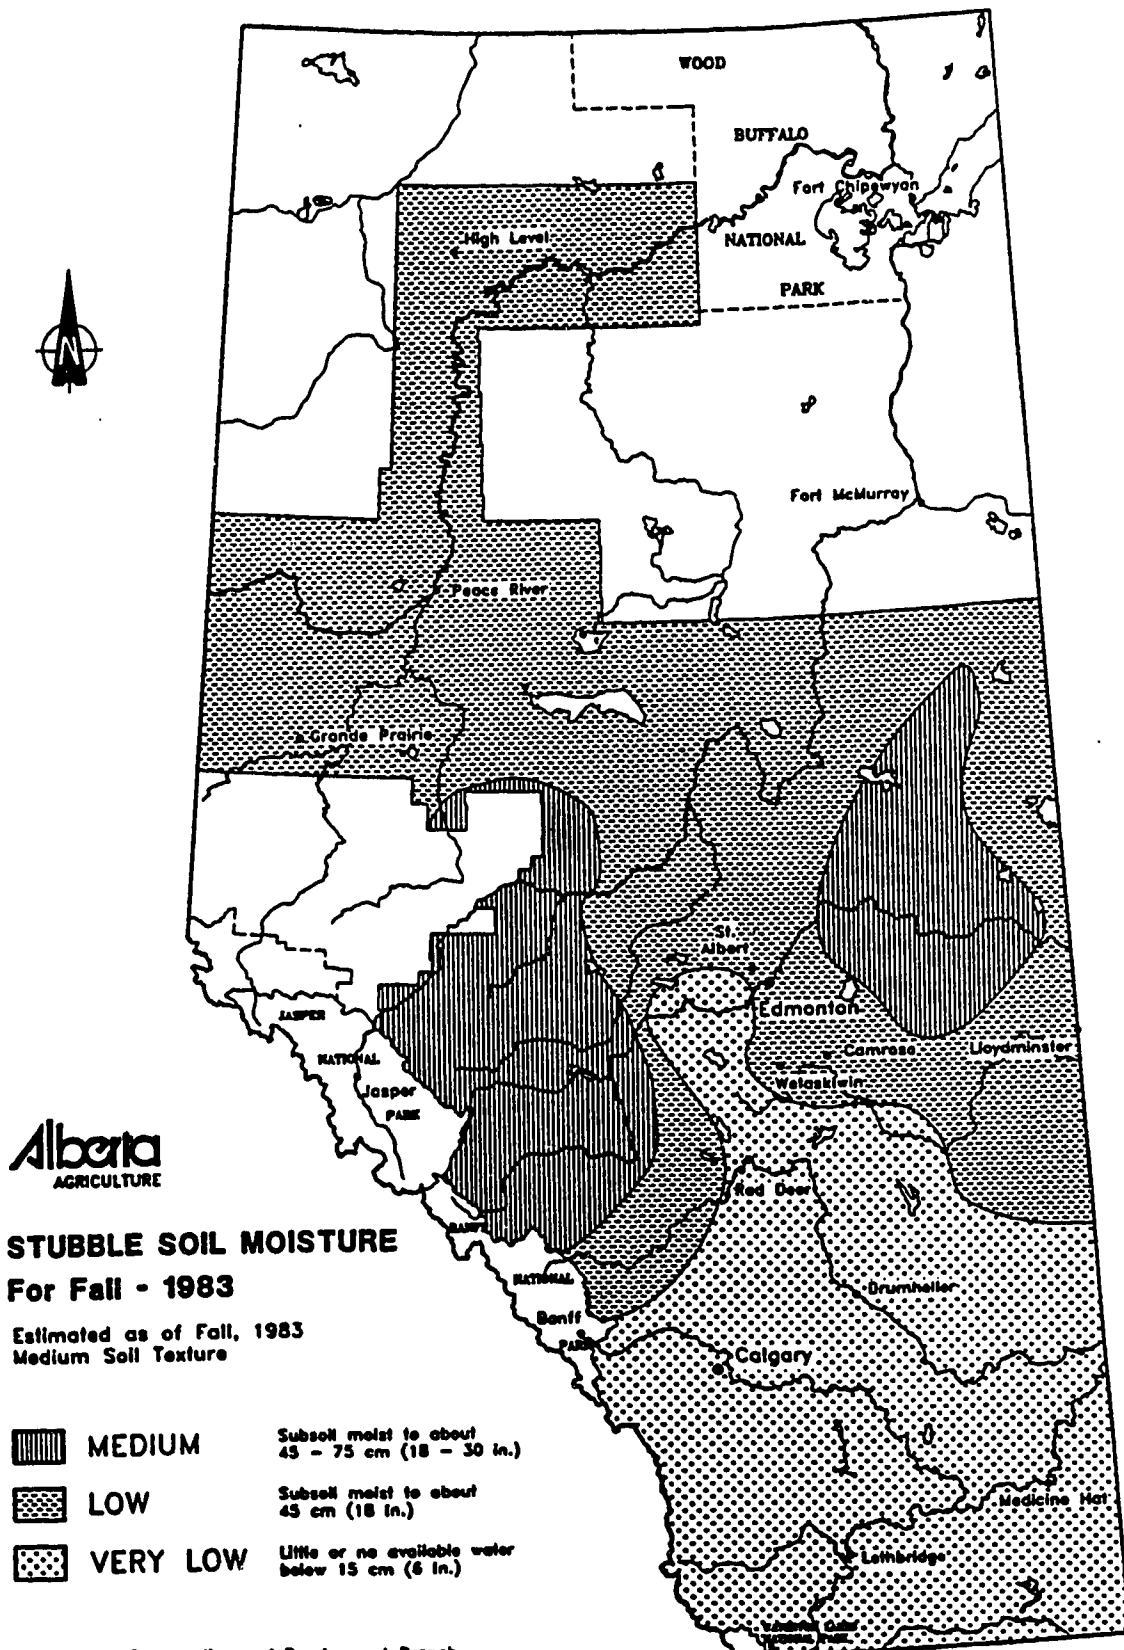 WOOD
BUFFALO
Fort Chipewyan
High Level
NATIONAL
PARK
N
Fort McMurray
Peace River
Grande Prairie
St.
Albert
Edmonton
JASPER
Camrose
Lloydminster
NATIONAL
Wetaskiwin
Jasper
PARK
Alberta
AGRICULTURE
Red Deer
BANFF
STUBBLE SOIL MOISTURE
For Fall - 1983
NATIONAL
Drumheller
Banff
PARK
Estimated as of Fall, 1983
Medium Soil Texture
Calgary
MEDIUM
Subsoil moist to about
45 - 75 cm (18 - 30 in.)
LOW
Subsoil moist to about
45 cm (18 in.)
Medicine Hat
VERY LOW
Little or no available water
below 15 cm (6 in.)
Lethbridge
NATIONAL PARK